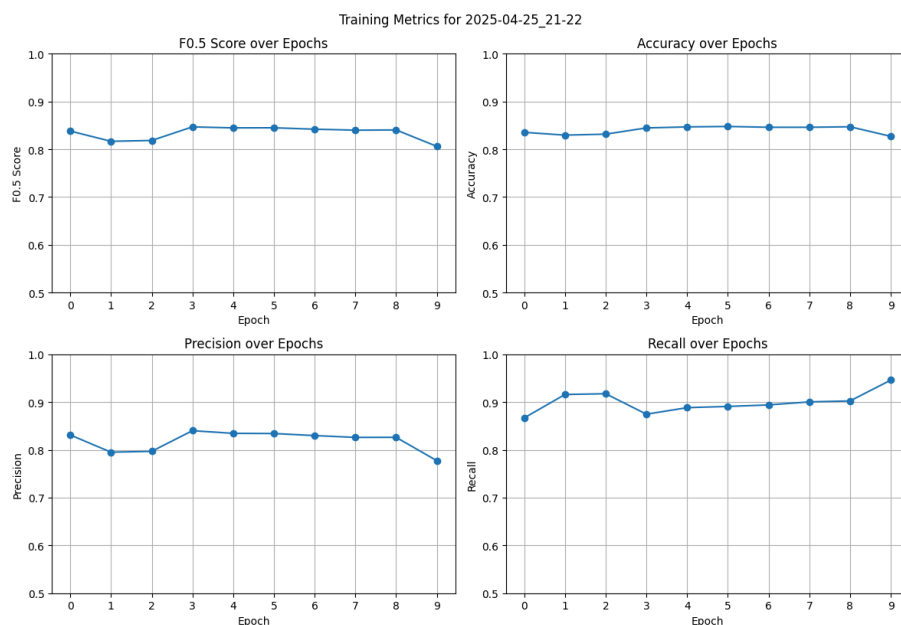 Training Metrics for 2025-04-25_21-22
F0.5 Score over Epochs
1.0
0.9
0.8
0.7
0.6
0.5
F0.5 Score
0 1 2 3 4 5 6 7 8 9
Epoch
Accuracy over Epochs
1.0
0.9
0.8
0.7
0.6
0.5
Accuracy
0 1 2 3 4 5 6 7 8 9
Epoch
Precision over Epochs
1.0
0.9
0.8
0.7
0.6
0.5
Precision
0 1 2 3 4 5 6 7 8 9
Epoch
Recall over Epochs
1.0
0.9
0.8
0.7
0.6
0.5
Recall
0 1 2 3 4 5 6 7 8 9
Epoch